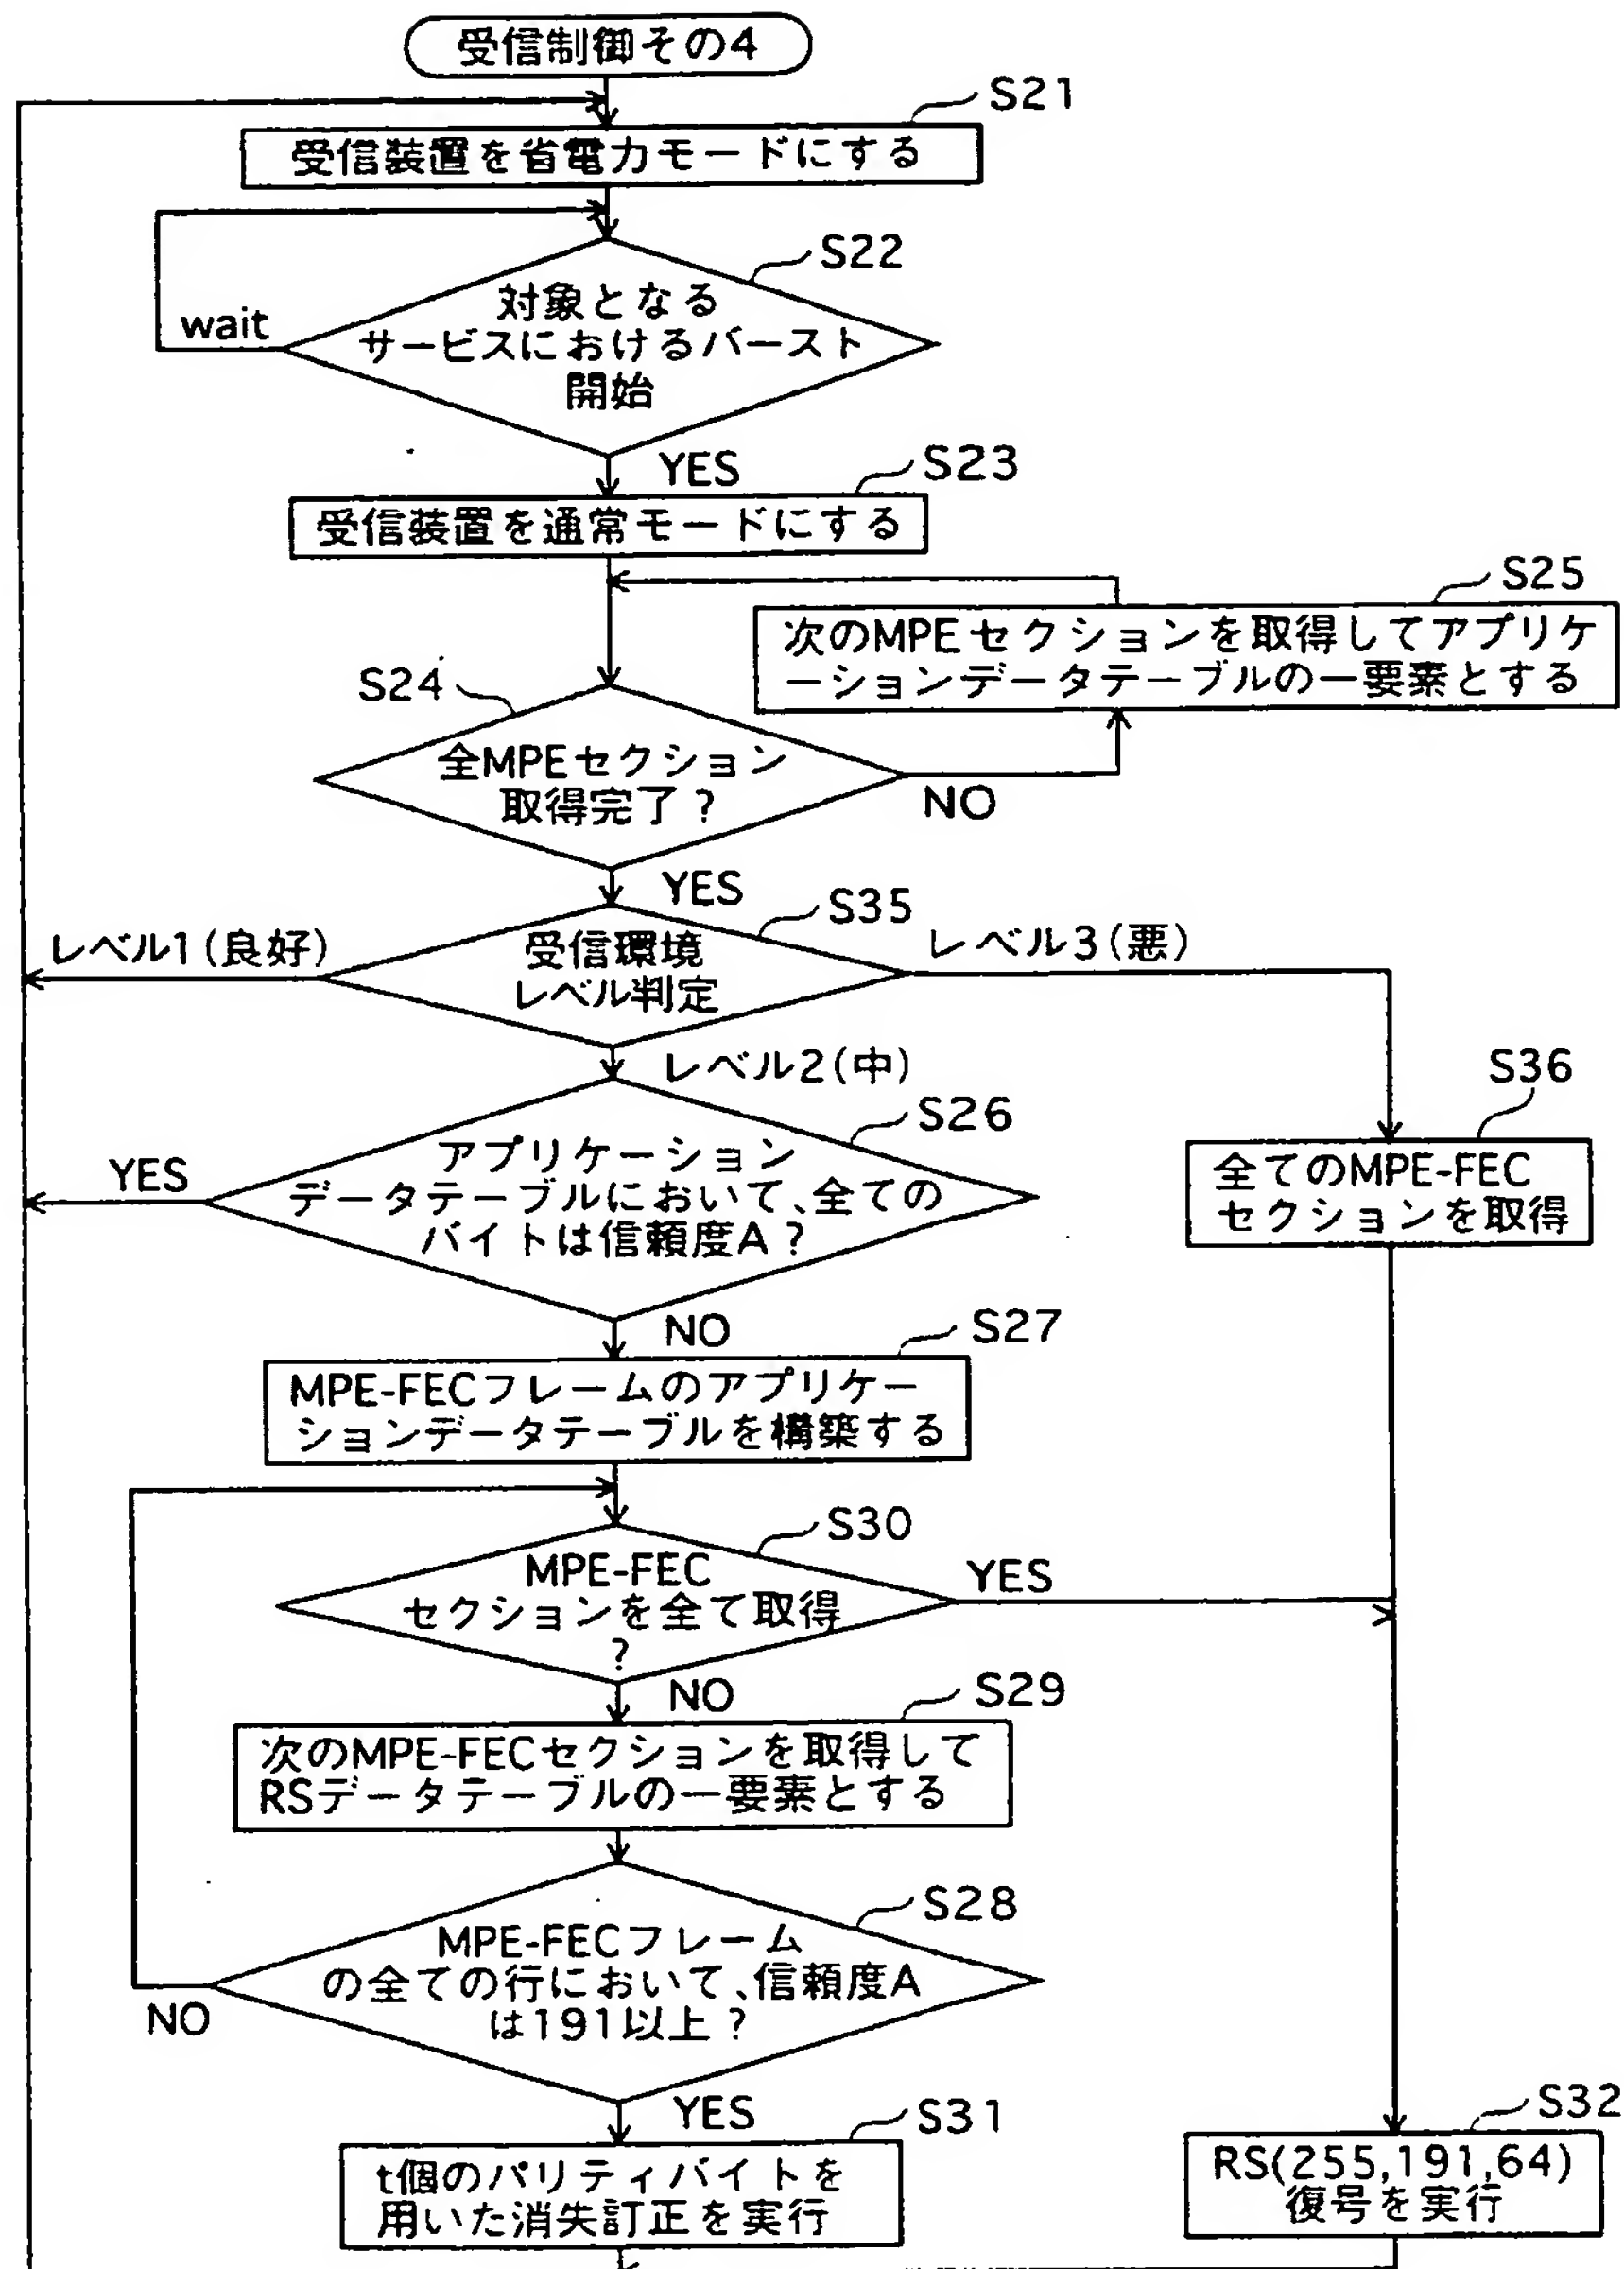 受信制御その4
S21
受信装置を省電力モードにする
S22
対象となる
サービスにおけるバースト
開始
wait
YES
S23
受信装置を通常モードにする
S25
次のMPEセクションを取得してアプリケ
ーションデータテーブルの一要素とする
S24
全MPEセクション
取得完了?
NO
YES
S35
レベル1(良好)
受信環境
レベル判定
レベル3(悪)
レベル2(中)
S36
S26
アプリケーション
データテーブルにおいて、全ての
バイトは信頼度A?
YES
全てのMPE-FEC
セクションを取得
NO
S27
MPE-FECフレームのアプリケー
ションデータテーブルを構築する
S30
MPE-FEC
セクションを全て取得
?
YES
NO
S29
次のMPE-FECセクションを取得して
RSデータテーブルの一要素とする
S28
MPE-FECフレーム
の全ての行において、信頼度A
は191以上?
NO
YES
S31
t個のパリティバイトを
用いた消失訂正を実行
S32
RS(255,191,64)
復号を実行